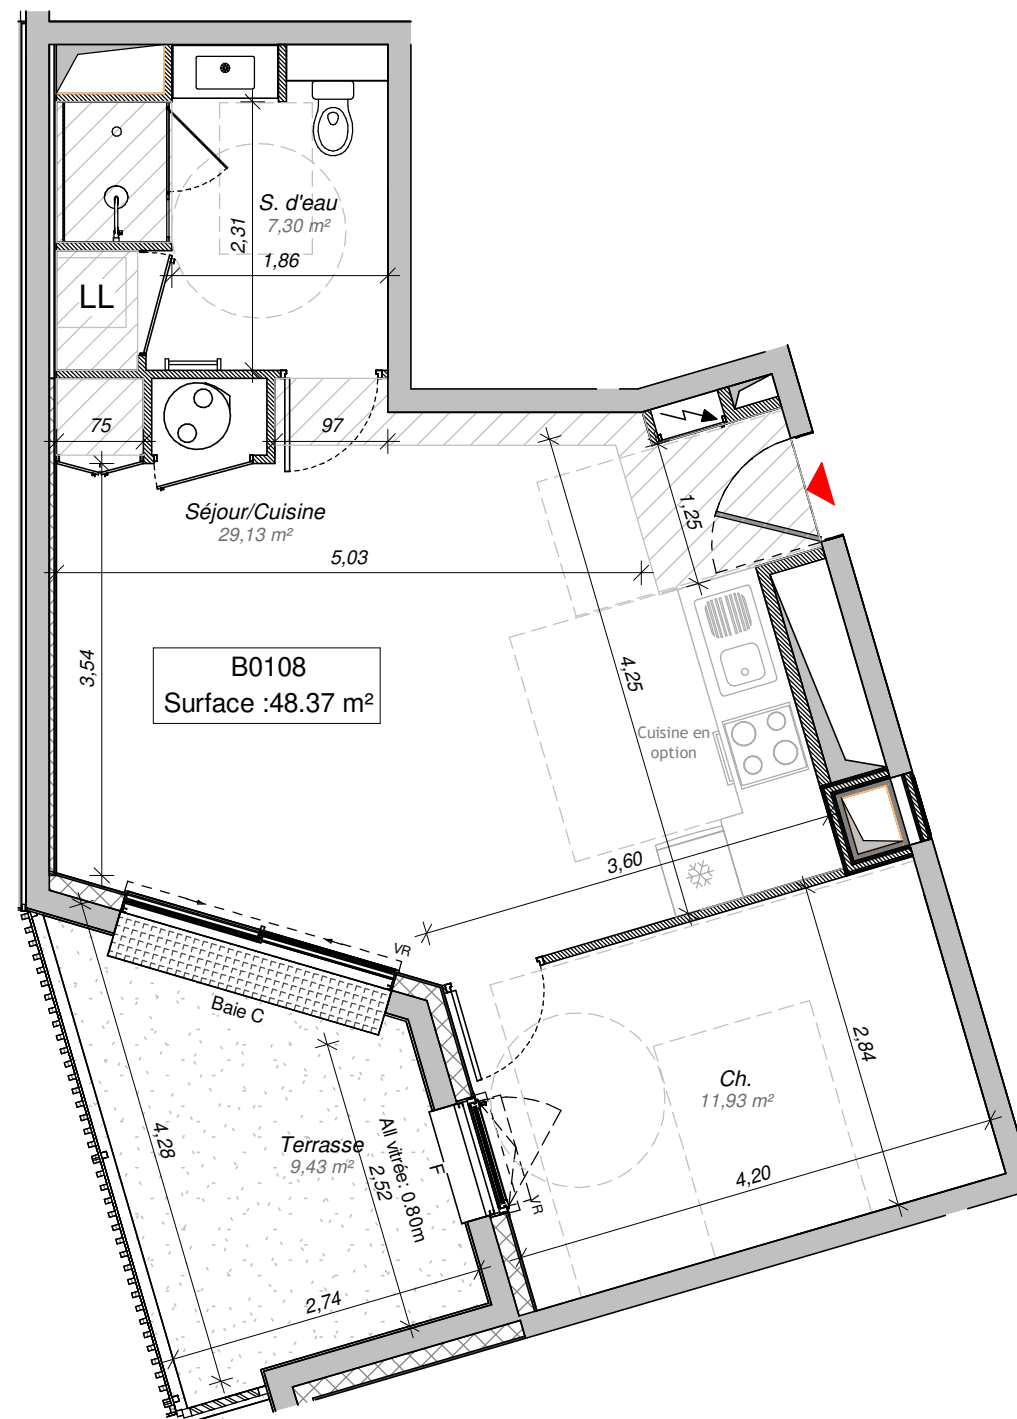 S. d'eau
7,30 m²
2,31
1,86
LL
75
97
Séjour/Cuisine
29,13 m²
1,25
5,03
3,54
B0108
Surface :48.37 m²
4,25
Cuisine en
option
3,60
VR
Baie C
2,84
Ch.
11,93 m²
4,28
Terrasse
9,43 m²
All vitrée: 0.80m
2,52
F
VR
4,20
2,74